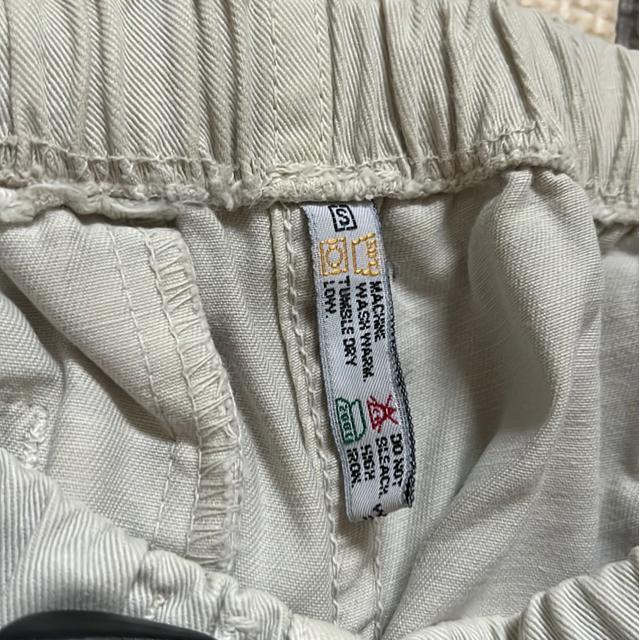 S
MACHINE
WASH WARM.
TUMBLE DRY
LOW.
DO NOT
BLEACH.
HIGH
IRON.